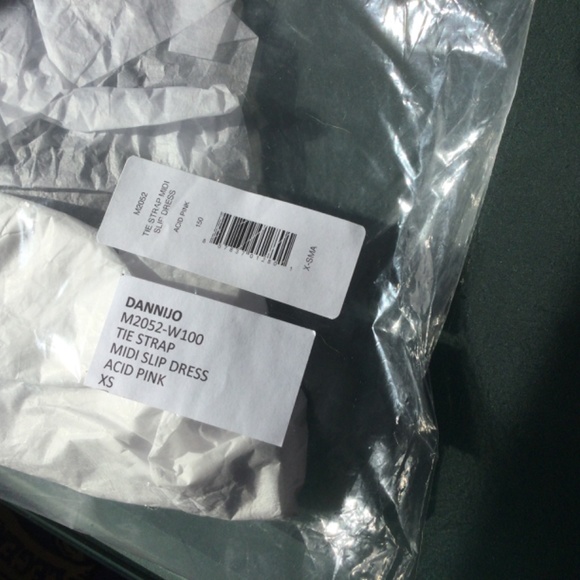 M2052
TIE STRAP MIDI
SLIP DRESS
ACID PINK
150
X-SMA
DANNIJO
M2052-W100
TIE STRAP
MIDI SLIP DRESS
ACID PINK
XS